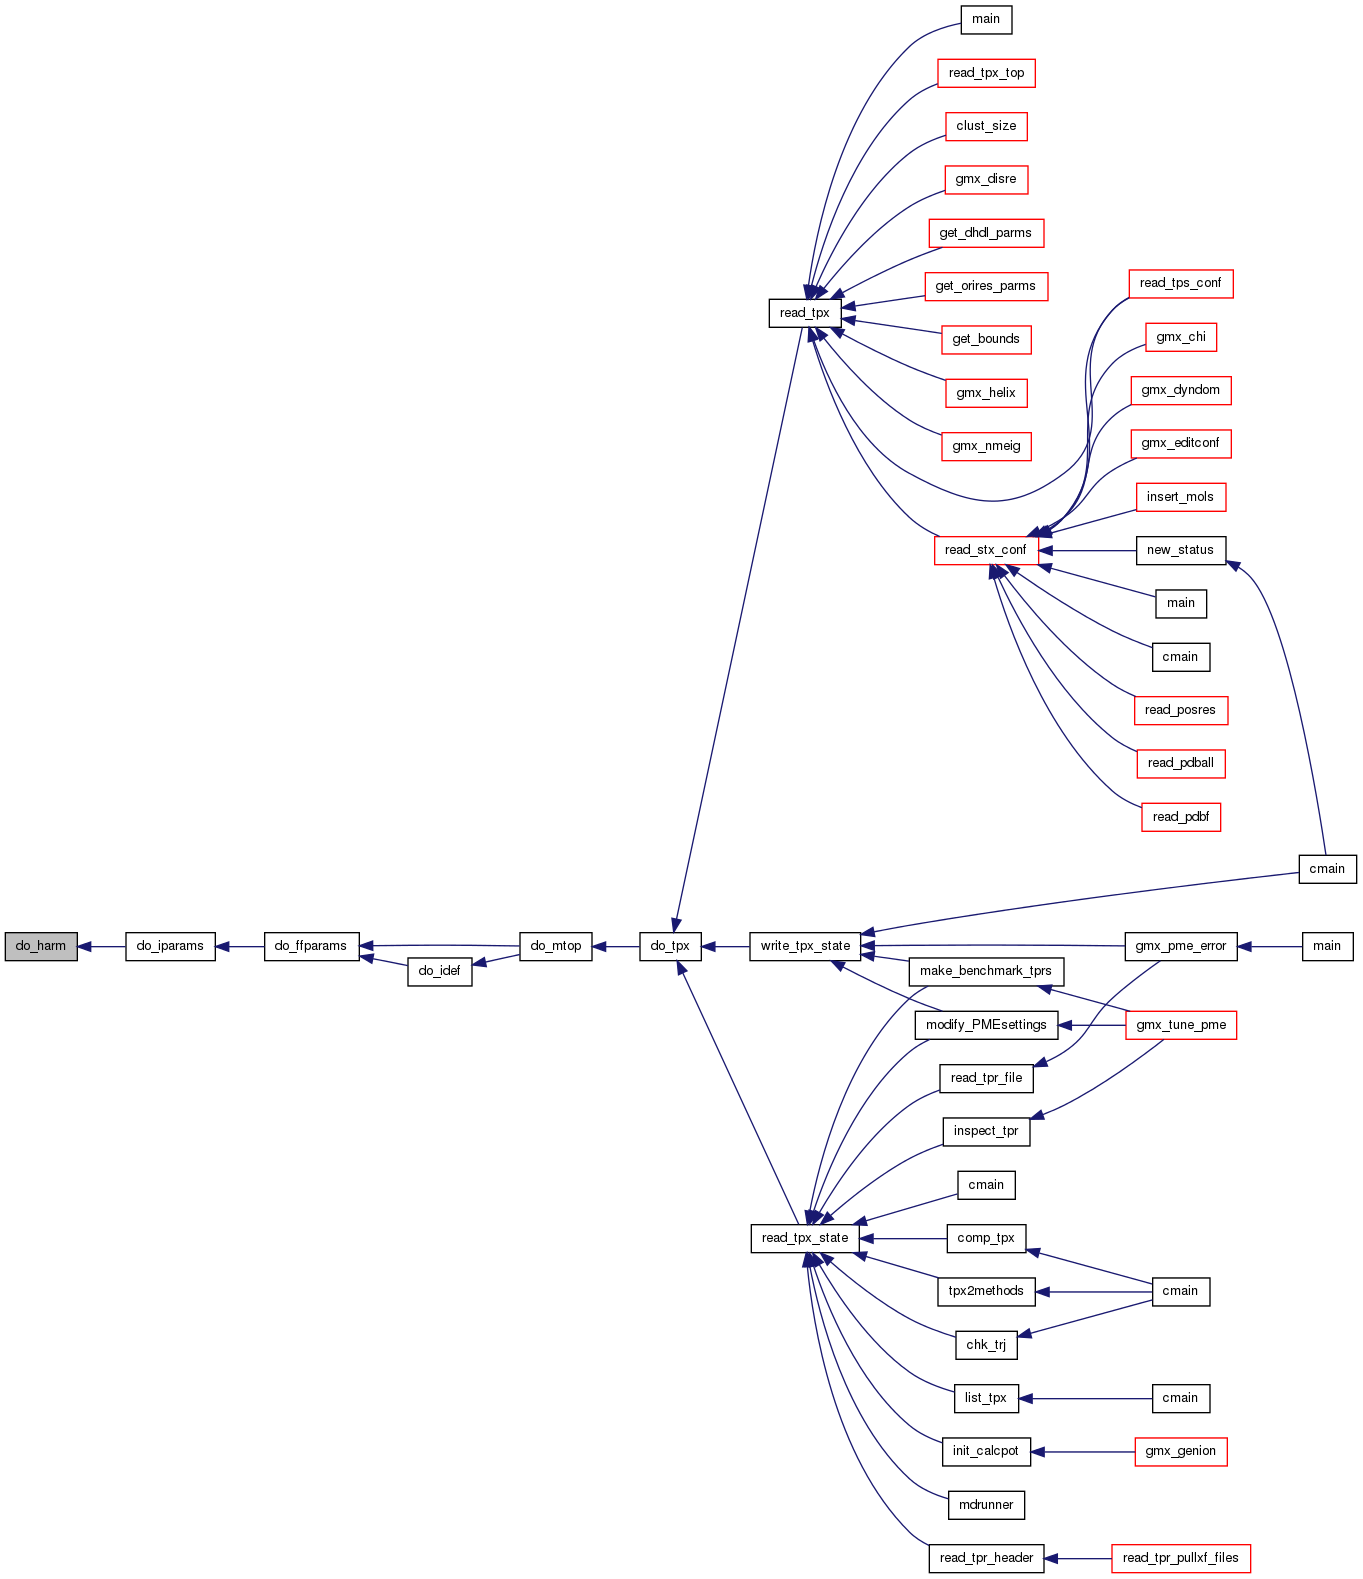 main
read_tpx_top
clust_size
gmx_disre
get_dhdl_parms
get_orires_parms
read_tps_conf
read_tpx
get_bounds
gmx_chi
gmx_helix
gmx_dyndom
gmx_nmeig
gmx_editconf
insert_mols
read_stx_conf
new_status
main
cmain
read_posres
read_pdball
read_pdbf
cmain
do_harm
do_iparams
do_ffparams
do_mtop
do_tpx
write_tpx_state
gmx_pme_error
main
do_idef
make_benchmark_tprs
modify_PMEsettings
gmx_tune_pme
read_tpr_file
inspect_tpr
cmain
read_tpx_state
comp_tpx
tpx2methods
cmain
chk_trj
list_tpx
cmain
init_calcpot
gmx_genion
mdrunner
read_tpr_header
read_tpr_pullxf_files